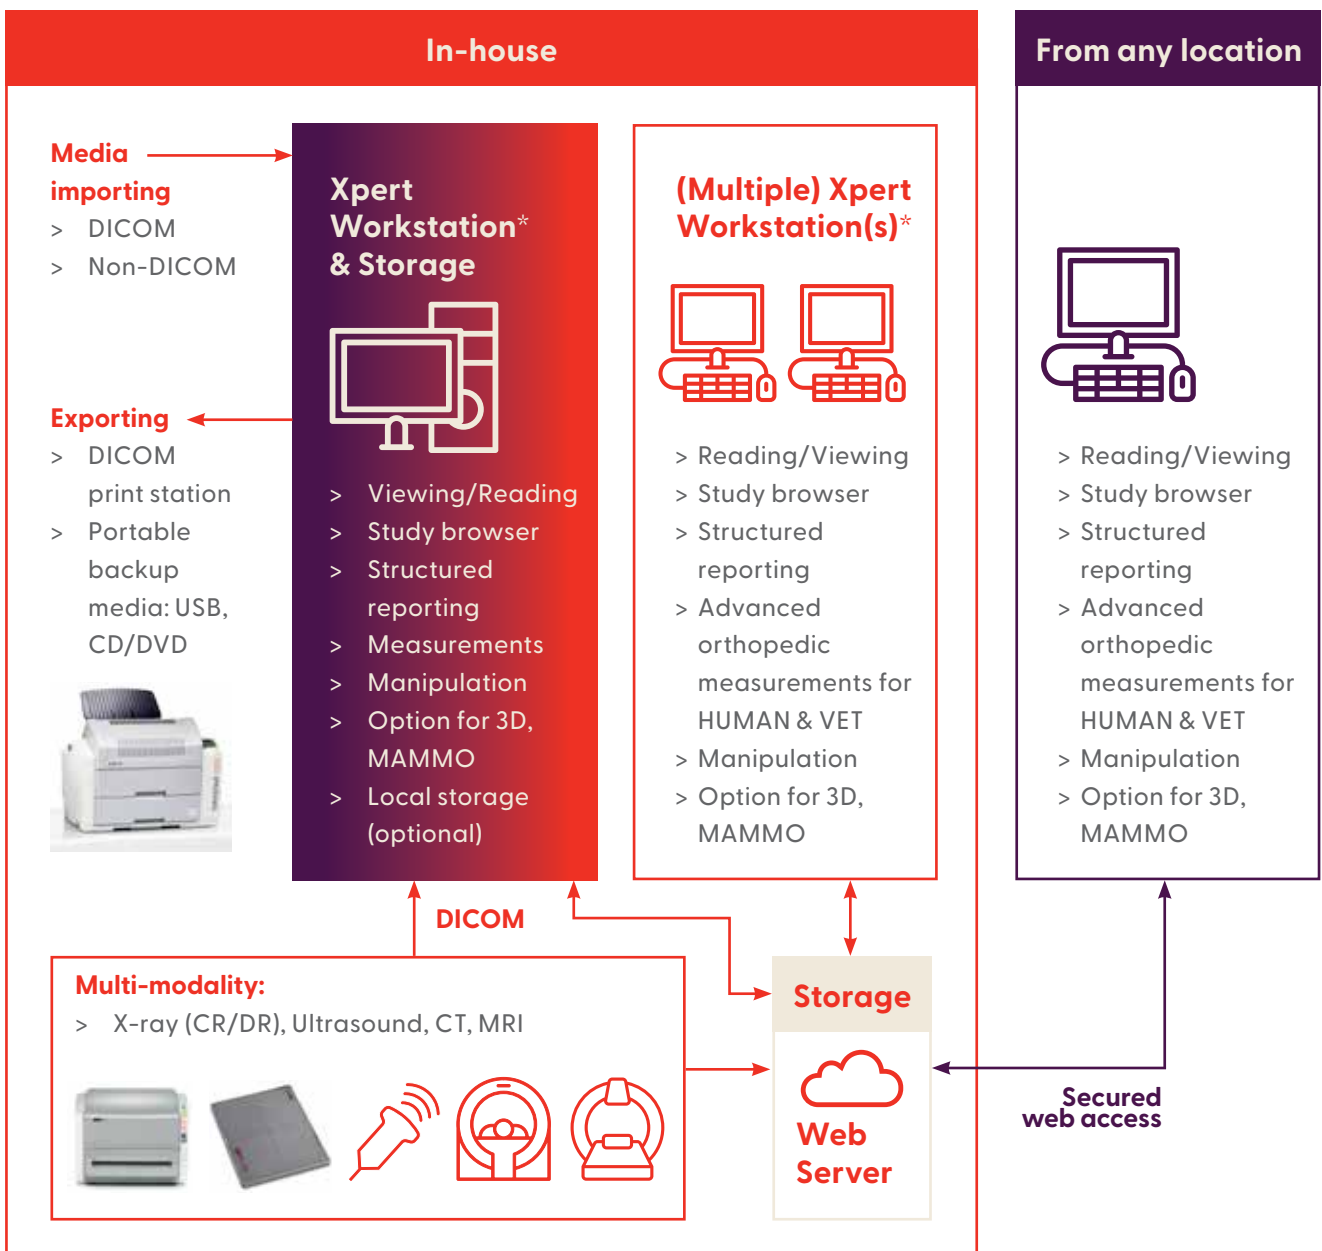 In-house
From any location
Media
importing
> DICOM
> Non-DICOM
Exporting
> DICOM
print station
> Portable
backup
media: USB,
CD/DVD
Xpert
Workstation*
& Storage
> Viewing/Reading
> Study browser
> Structured
reporting
> Measurements
> Manipulation
> Option for 3D,
MAMMO
> Local storage
(optional)
(Multiple) Xpert
Workstation(s)*
> Reading/Viewing
> Study browser
> Structured
reporting
> Advanced
orthopedic
measurements for
HUMAN & VET
> Manipulation
> Option for 3D,
MAMMO
> Reading/Viewing
> Study browser
> Structured
reporting
> Advanced
orthopedic
measurements for
HUMAN & VET
> Manipulation
> Option for 3D,
MAMMO
DICOM
Multi-modality:
> X-ray (CR/DR), Ultrasound, CT, MRI
Storage
Web
Server
Secured
web access